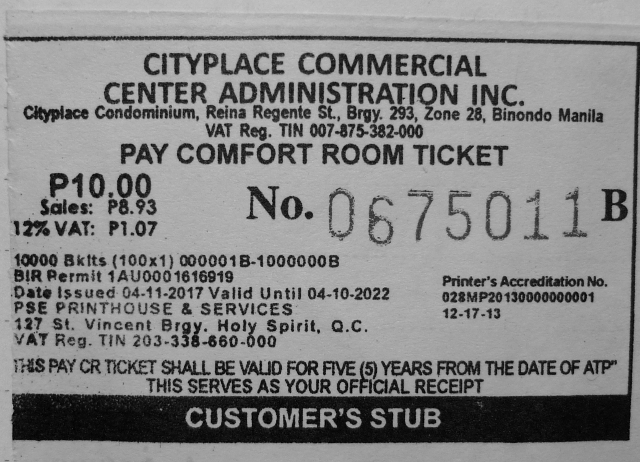 CITYPLACE COMMERCIAL
CENTER ADMINISTRATION INC.
Cityplace Condominium, Reina Regente St., Brgy. 293, Zone 28, Binondo Manila
VAT Reg. TIN 007-875-382-000
PAY COMFORT ROOM TICKET
P10.00
Sales: P8.93
12% VAT: P1.07
No. 0675011 B
10000 Bklts (100x1) 000001B-1000000B
BIR Permit 1AU0001616919
Date Issued 04-11-2017 Valid Until 04-10-2022
PSE PRINTHOUSE & SERVICES
127 St. Vincent Brgy. Holy Spirit, Q.C.
VAT Reg. TIN 203-338-660-000
Printer's Accreditation No.
028MP20130000000001
12-17-13
"THIS PAY CR TICKET SHALL BE VALID FOR FIVE (5) YEARS FROM THE DATE OF ATP"
THIS SERVES AS YOUR OFFICIAL RECEIPT
CUSTOMER'S STUB